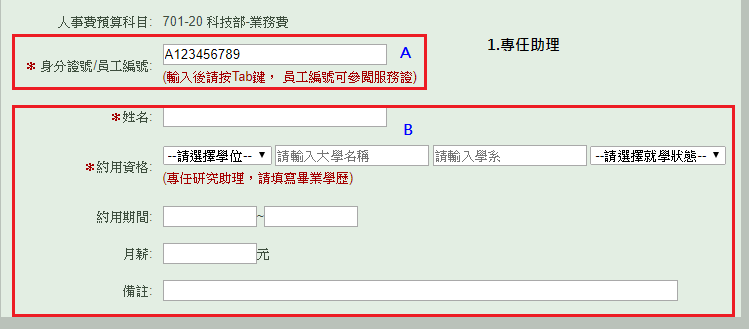 人事費預算科目: 701-20 科技部-業務費
1.專任助理
＊身分證號/員工編號: A123456789 A
(輸入後請按Tab鍵， 員工編號可參閱服務證)
＊姓名: B
＊約用資格: --請選擇學位-- ▼ 請輸入大學名稱 請輸入學系 --請選擇就學狀態-- ▼
(專任研究助理，請填寫畢業學歷)
約用期間: ~
月薪: 元
備註: